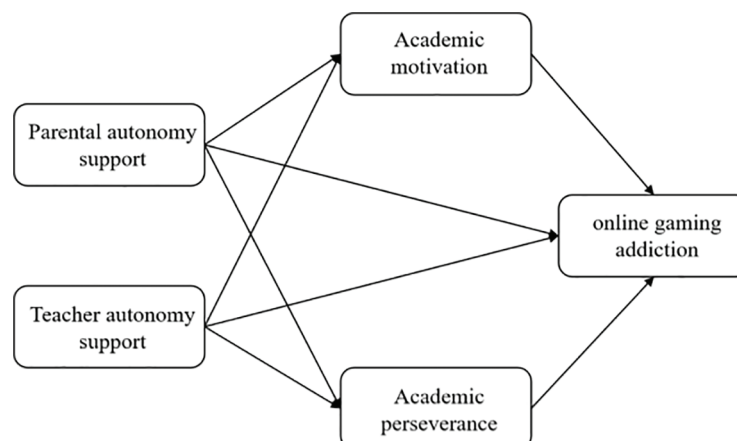 Academic
motivation
Parental autonomy
support
online gaming
addiction
Teacher autonomy
support
Academic
perseverance